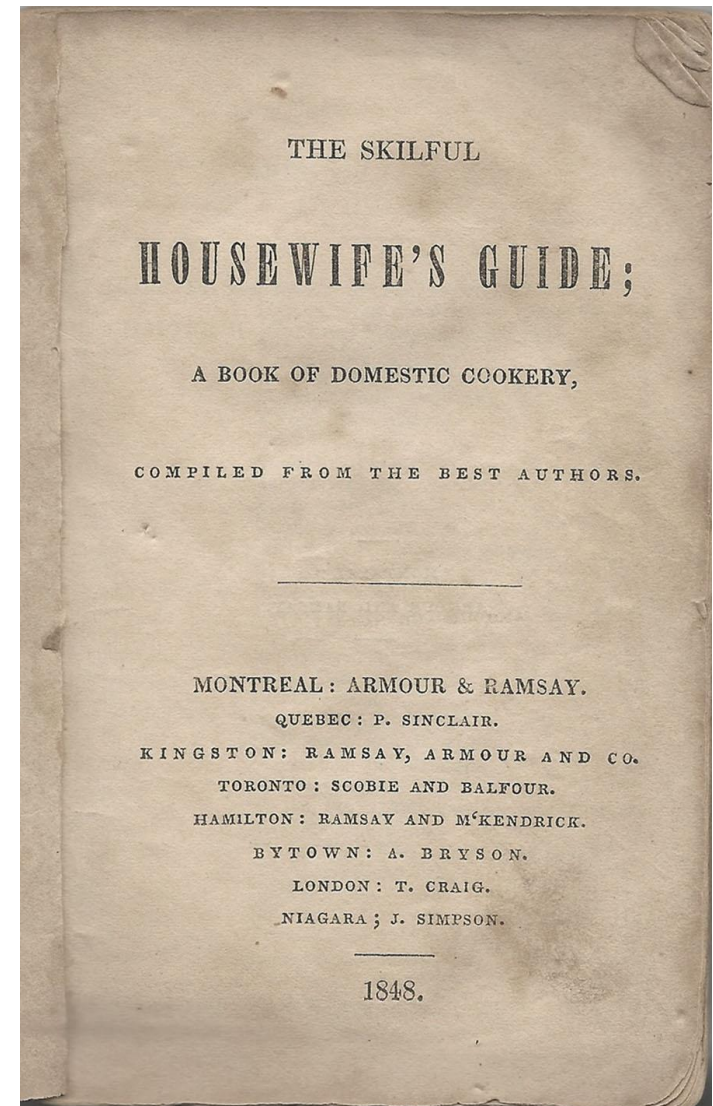 THE SKILFUL
HOUSEWIFE'S GUIDE;
A BOOK OF DOMESTIC COOKERY,
COMPILED FROM THE BEST AUTHORS.
MONTREAL: ARMOUR & RAMSAY.
QUEBEC: P. SINCLAIR.
KINGSTON: RAMSAY, ARMOUR AND CO.
TORONTO: SCOBIE AND BALFOUR.
HAMILTON: RAMSAY AND M‘KENDRICK.
BYTOWN: A. BRYSON.
LONDON: T. CRAIG.
NIAGARA; J. SIMPSON.
1848.